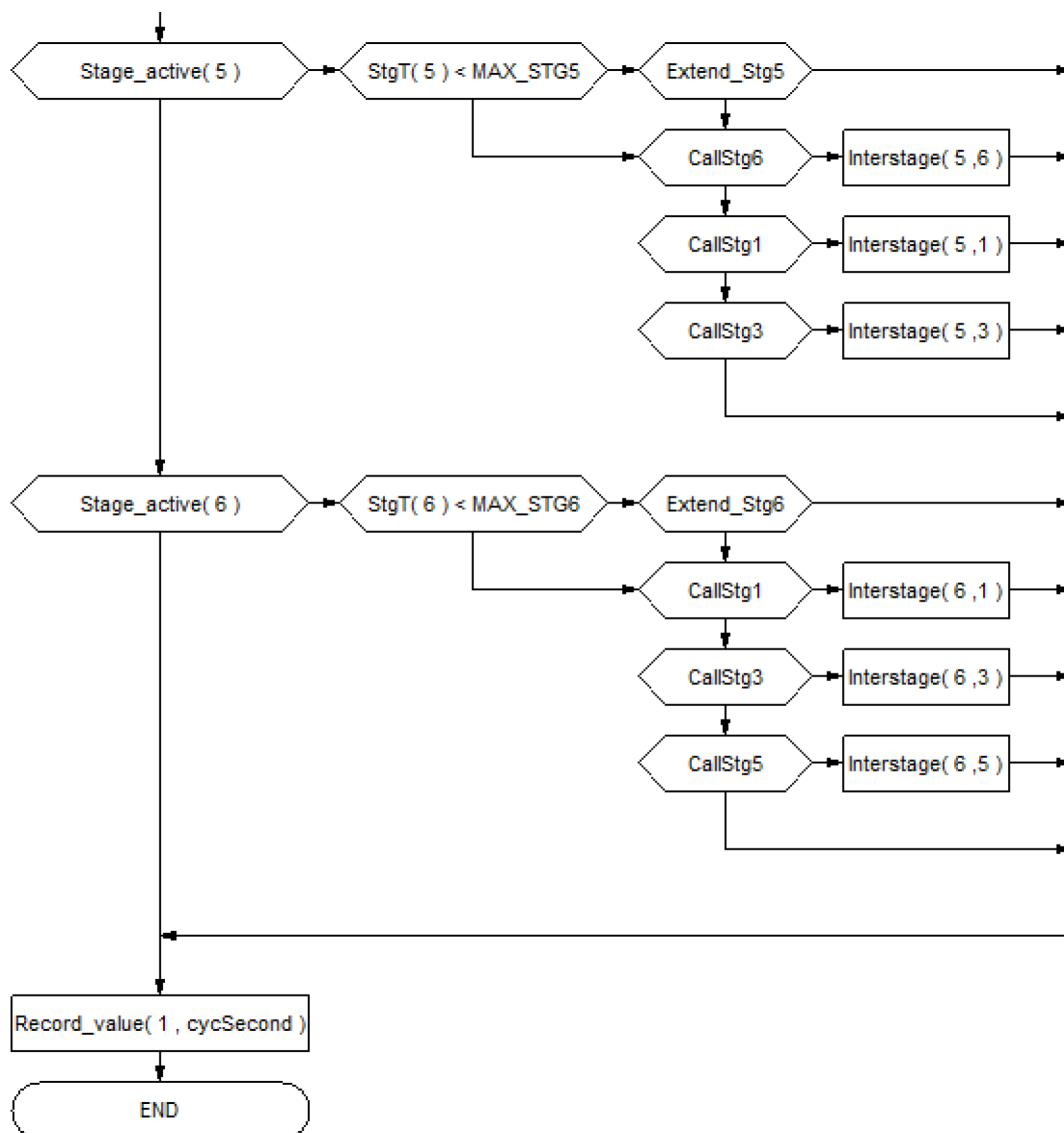 Stage_active( 5 )
StgT( 5 ) < MAX_STG5
Extend_Stg5
CallStg6
Interstage( 5 ,6 )
CallStg1
Interstage( 5 ,1 )
CallStg3
Interstage( 5 ,3 )
Stage_active( 6 )
StgT( 6 ) < MAX_STG6
Extend_Stg6
CallStg1
Interstage( 6 ,1 )
CallStg3
Interstage( 6 ,3 )
CallStg5
Interstage( 6 ,5 )
Record_value( 1 , cycSecond )
END